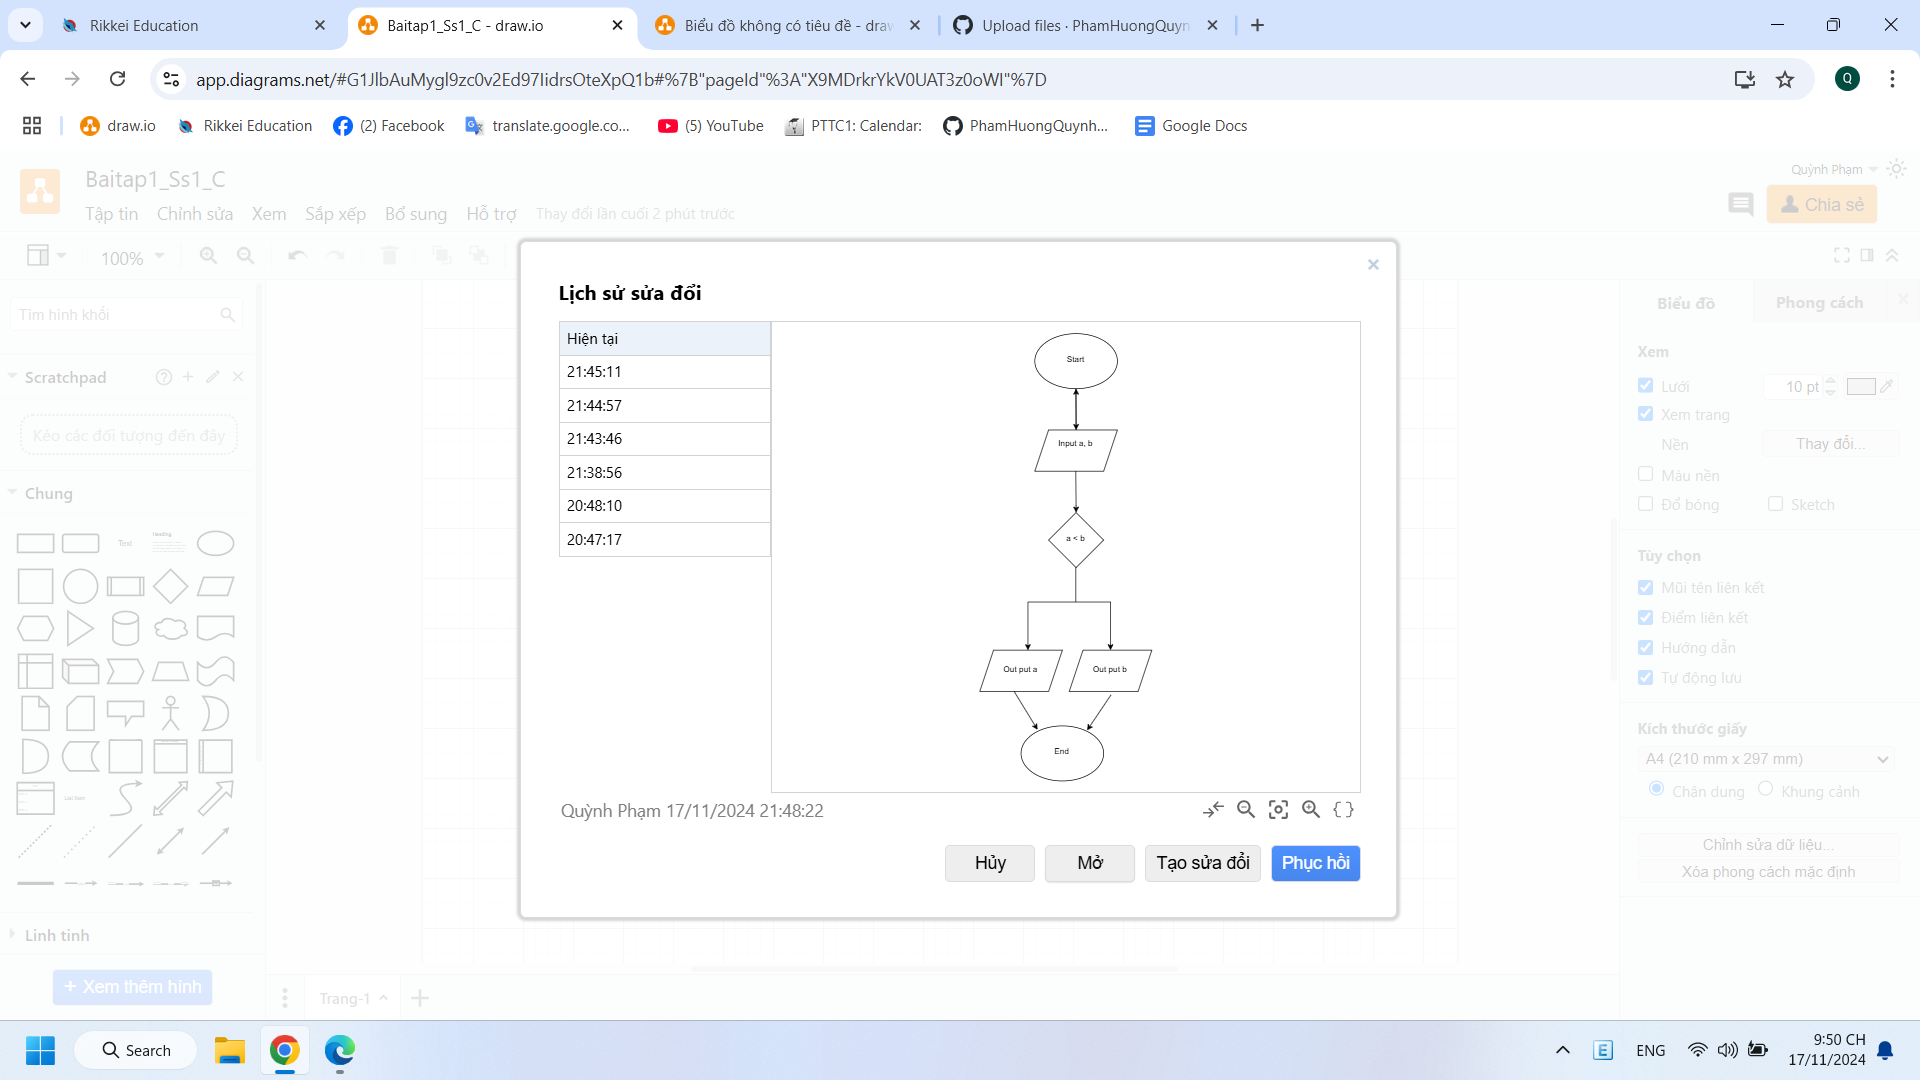 Rikkei Education
Baitap1_Ss1_C - draw.io
Biểu đồ không có tiêu đề - draw
Upload files · PhamHuongQuyn
app.diagrams.net/#G1JlbAuMygl9zc0v2Ed97IidrsOteXpQ1b#%7B"pageId"%3A"X9MDrkrYkV0UAT3z0oWI"%7D
Q
draw.io
Rikkei Education
(2) Facebook
translate.google.co...
(5) YouTube
PTTC1: Calendar:
PhamHuongQuynh...
Google Docs
Baitap1_Ss1_C
Quỳnh Phạm
Tập tin Chỉnh sửa Xem Sắp xếp Bổ sung Hỗ trợ Thay đổi lần cuối 2 phút trước
Chia sẻ
100%
Tìm hình khối
Scratchpad
Kéo các đối tượng đến đây
Chung
Text
Heading
List Item
Linh tinh
+ Xem thêm hình
Lịch sử sửa đổi
Hiện tại
21:45:11
21:44:57
21:43:46
21:38:56
20:48:10
20:47:17
Start
Input a, b
a < b
Out put a
Out put b
End
Quỳnh Phạm 17/11/2024 21:48:22
Hủy
Mở
Tạo sửa đổi
Phục hồi
Biểu đồ
Phong cách
Xem
Lưới
10 pt
Xem trang
Nền
Thay đổi...
Màu nền
Đổ bóng
Sketch
Tùy chọn
Mũi tên liên kết
Điểm liên kết
Hướng dẫn
Tự động lưu
Kích thước giấy
A4 (210 mm x 297 mm)
Chân dung
Khung cảnh
Chỉnh sửa dữ liệu...
Xóa phong cách mặc định
Trang-1
Search
ENG
9:50 CH
17/11/2024